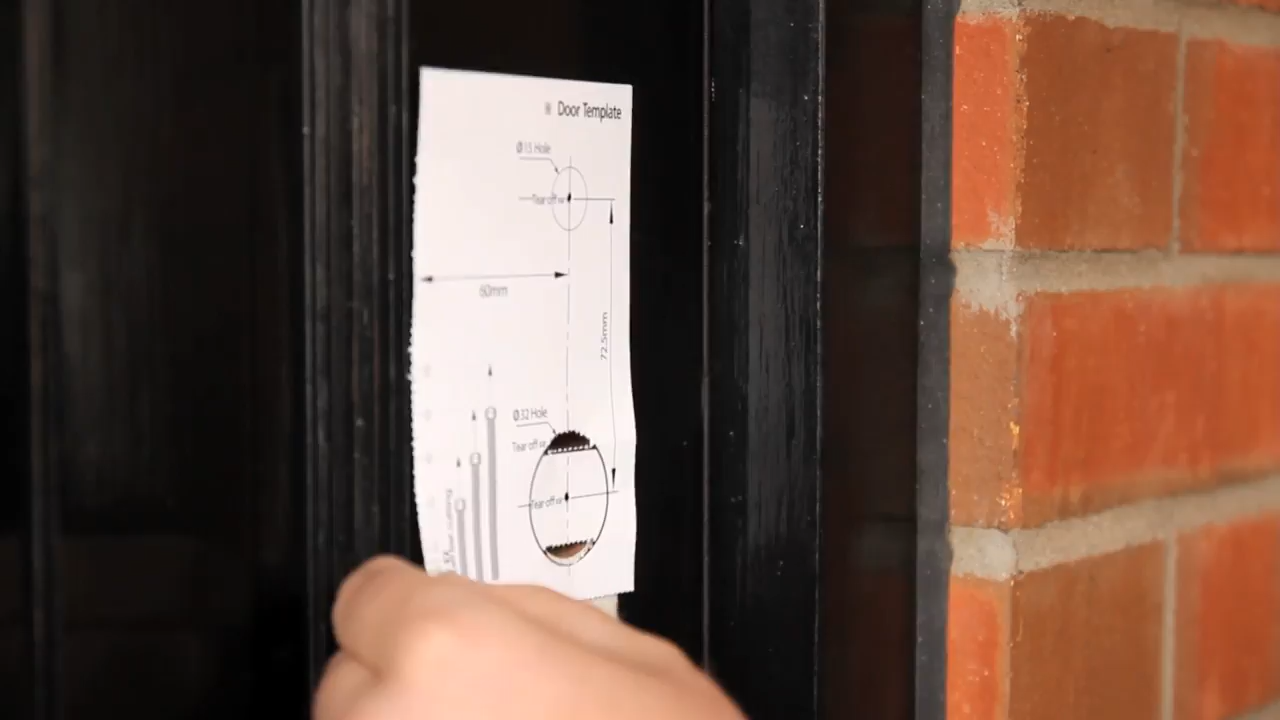 ※ Door Template
Ø15 Hole
Tear off
60mm
72.5mm
Ø32 Hole
Tear off
Tear off